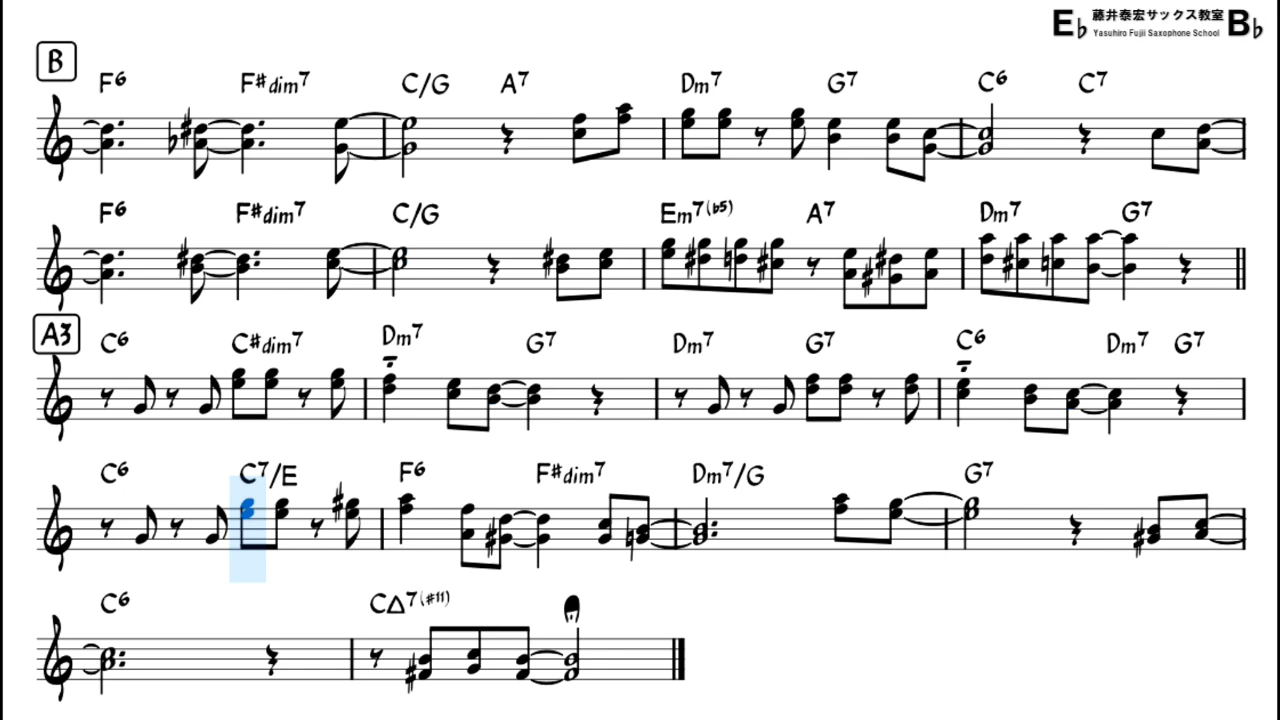 E♭ 藤井泰宏サックス教室 B♭
Yasuhiro Fujii Saxophone School
B
F6 F#dim7 C/G A7 Dm7 G7 C6 C7
F6 F#dim7 C/G Em7(♭5) A7 Dm7 G7
A3
C6 C#dim7 Dm7 G7 Dm7 G7 C6 Dm7 G7
C6 C7/E F6 F#dim7 Dm7/G G7
C6 C△7(#11)